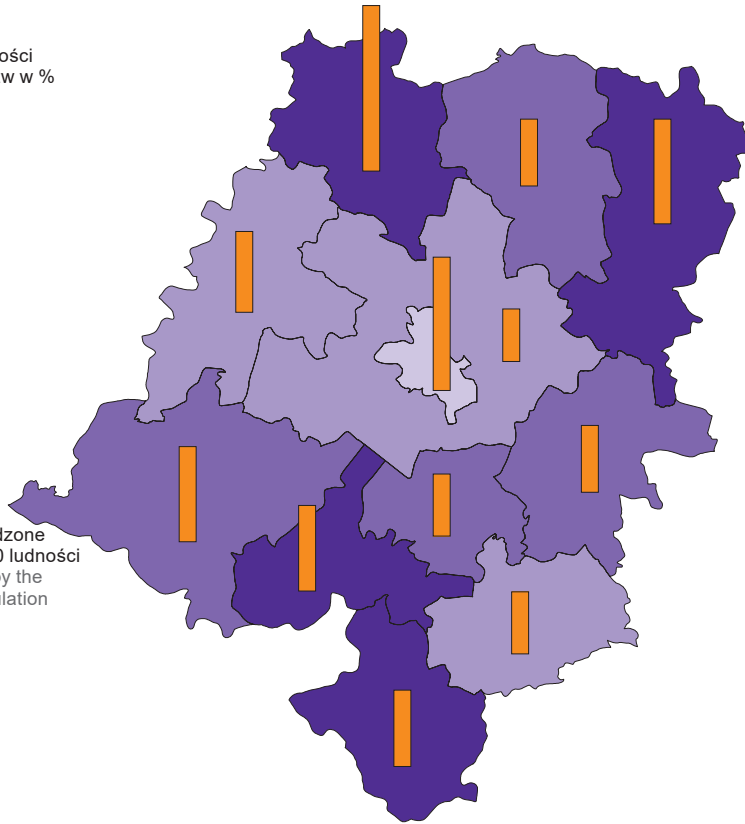 ości
w w %
dzone
0 ludności
by the
ulation